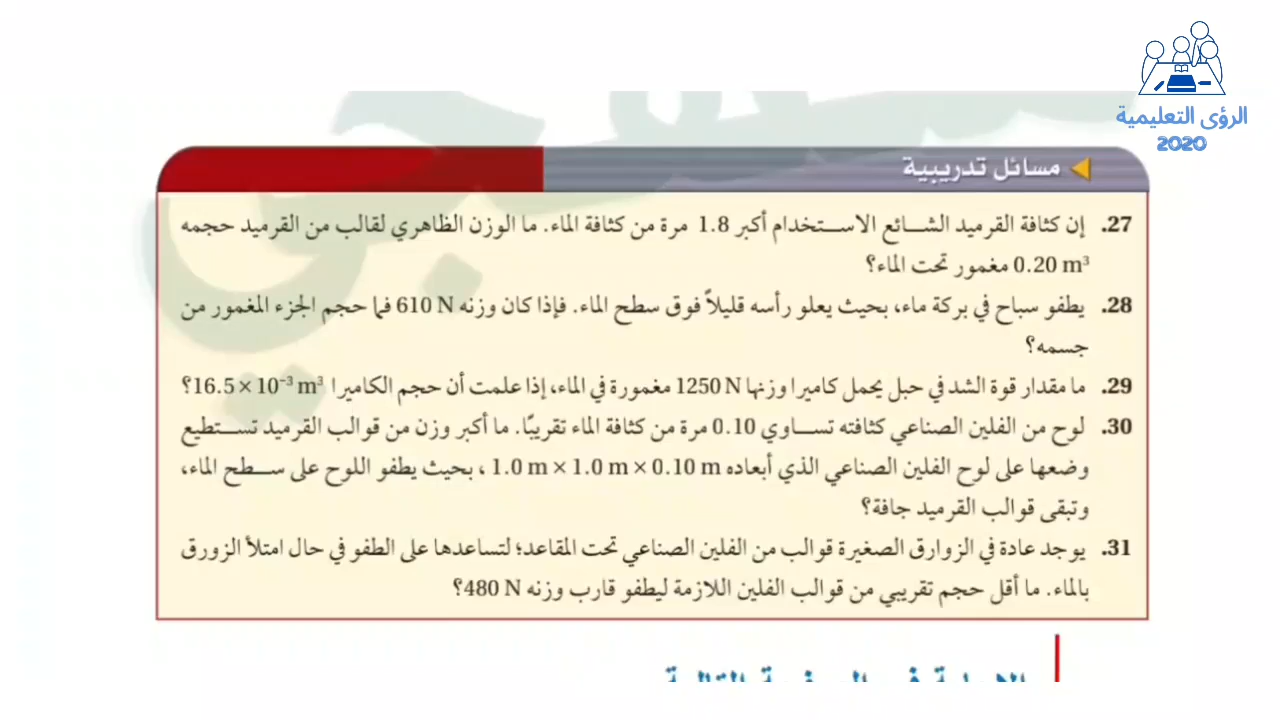 الرؤى التعليمية
2020
مسائل تدريبية
27. إن كثافة القرميد الشائع الاستخدام أكبر 1.8 مرة من كثافة الماء. ما الوزن الظاهري لقالب من القرميد حجمه
0.20 m³ مغمور تحت الماء؟
28. يطفو سباح في بركة ماء، بحيث يعلو رأسه قليلاً فوق سطح الماء. فإذا كان وزنه 610 N فما حجم الجزء المغمور من
جسمه؟
29. ما مقدار قوة الشد في حبل يحمل كاميرا وزنها 1250 N مغمورة في الماء، إذا علمت أن حجم الكاميرا 16.5 × 10⁻³ m³؟
30. لوح من الفلين الصناعي كثافته تساوي 0.10 مرة من كثافة الماء تقريبًا. ما أكبر وزن من قوالب القرميد تستطيع
وضعها على لوح الفلين الصناعي الذي أبعاده 1.0 m × 1.0 m × 0.10 m ، بحيث يطفو اللوح على سطح الماء،
وتبقى قوالب القرميد جافة؟
31. يوجد عادة في الزوارق الصغيرة قوالب من الفلين الصناعي تحت المقاعد؛ لتساعدها على الطفو في حال امتلأ الزورق
بالماء. ما أقل حجم تقريبي من قوالب الفلين اللازمة ليطفو قارب وزنه 480 N؟